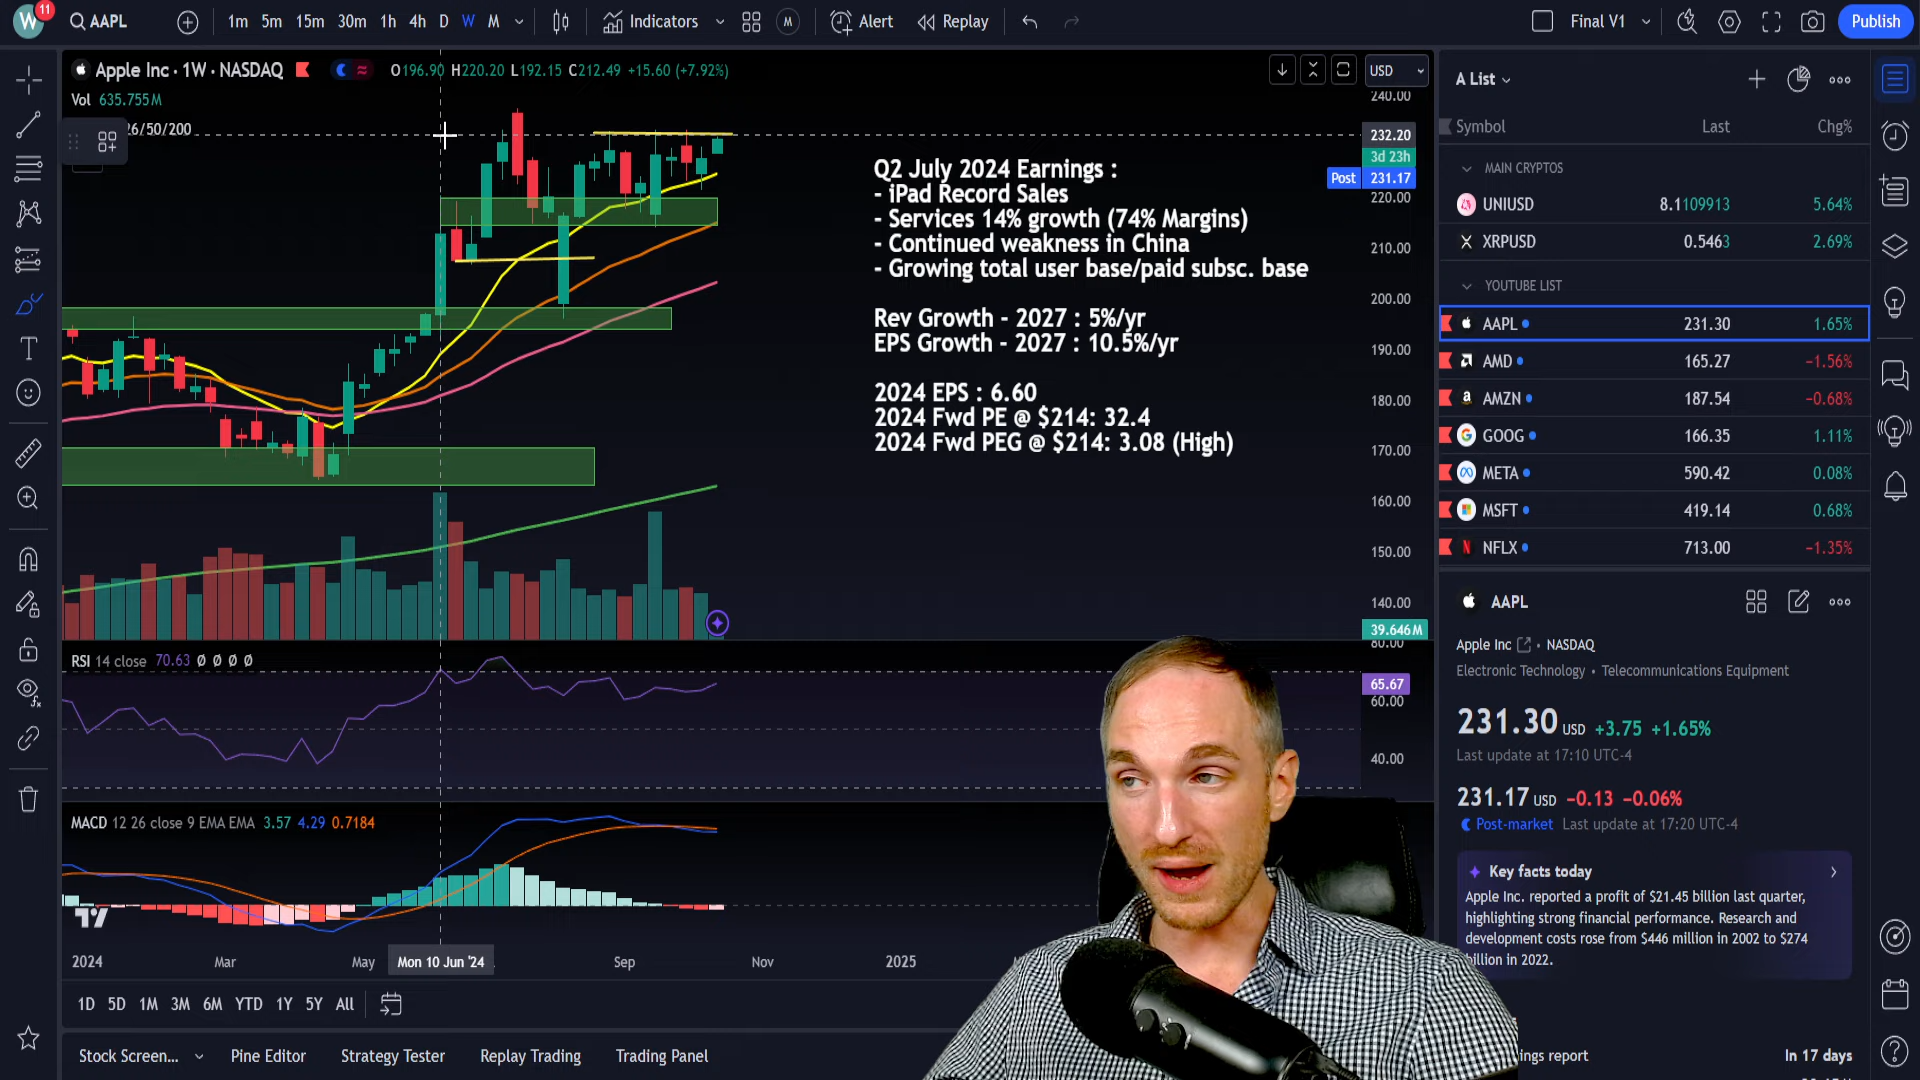 W 11 AAPL 1m 5m 15m 30m 1h 4h D W M Indicators M Alert Replay Final V1 Publish
Apple Inc · 1W · NASDAQ O196.90 H220.20 L192.15 C212.49 +15.60 (+7.92%) USD
Vol 635.755M
26/50/200
240.00
232.20
3d 23h
Post 231.17
220.00
210.00
200.00
190.00
180.00
170.00
160.00
150.00
140.00
39.646M
Q2 July 2024 Earnings :
- iPad Record Sales
- Services 14% growth (74% Margins)
- Continued weakness in China
- Growing total user base/paid subsc. base
Rev Growth - 2027 : 5%/yr
EPS Growth - 2027 : 10.5%/yr
2024 EPS : 6.60
2024 Fwd PE @ $214: 32.4
2024 Fwd PEG @ $214: 3.08 (High)
RSI 14 close 70.63 Ø Ø Ø Ø
80.00
65.67
60.00
40.00
MACD 12 26 close 9 EMA EMA 3.57 4.29 0.7184
2024 Mar May Mon 10 Jun '24 Sep Nov 2025
1D 5D 1M 3M 6M YTD 1Y 5Y All
Stock Screen... Pine Editor Strategy Tester Replay Trading Trading Panel
A List
Symbol Last Chg%
MAIN CRYPTOS
UNIUSD 8.1109913 5.64%
XRPUSD 0.5463 2.69%
YOUTUBE LIST
AAPL 231.30 1.65%
AMD 165.27 −1.56%
AMZN 187.54 −0.68%
GOOG 166.35 1.11%
META 590.42 0.08%
MSFT 419.14 0.68%
NFLX 713.00 −1.35%
AAPL
Apple Inc • NASDAQ
Electronic Technology • Telecommunications Equipment
231.30 USD +3.75 +1.65%
Last update at 17:10 UTC-4
231.17 USD −0.13 −0.06%
Post-market Last update at 17:20 UTC-4
Key facts today
Apple Inc. reported a profit of $21.45 billion last quarter,
highlighting strong financial performance. Research and
development costs rose from $446 million in 2002 to $274
billion in 2022.
ings report In 17 days